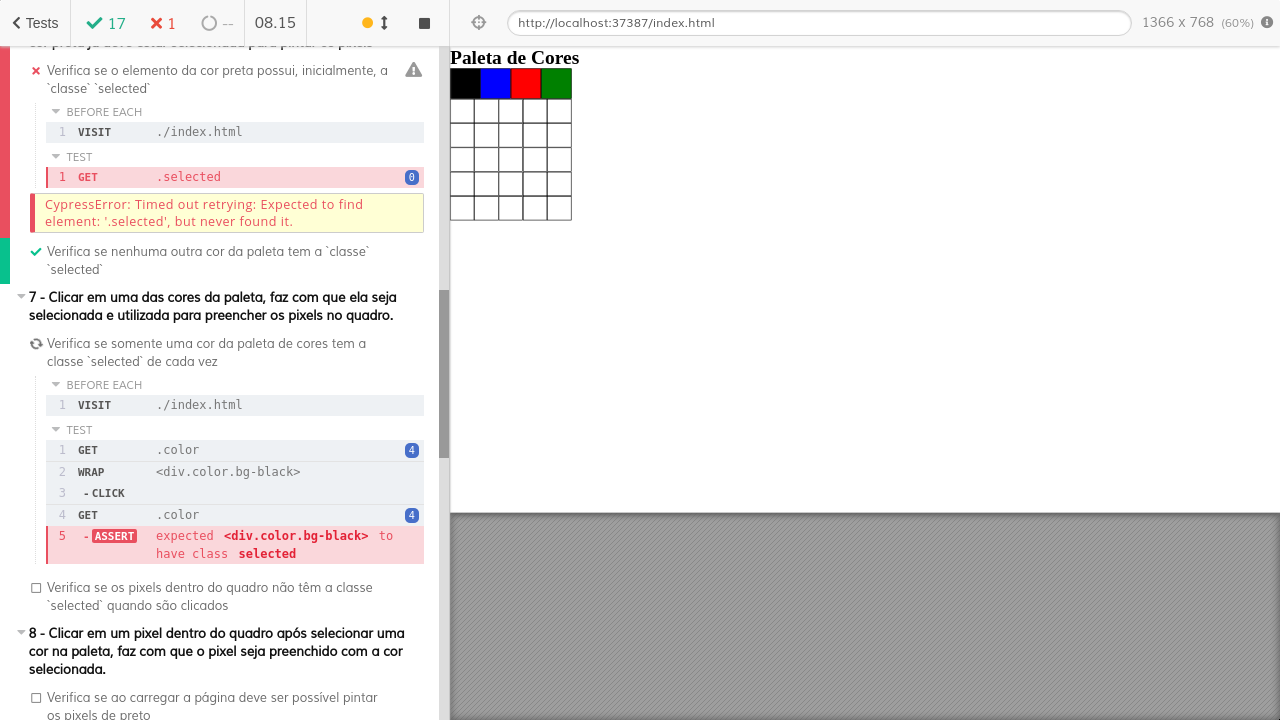 Tests
17
1
--
08.15
http://localhost:37387/index.html
1366 x 768 (60%)
Verifica se o elemento da cor preta possui, inicialmente, a
`classe` `selected`
BEFORE EACH
1 VISIT ./index.html
TEST
1 GET .selected 0
CypressError: Timed out retrying: Expected to find
element: '.selected', but never found it.
Verifica se nenhuma outra cor da paleta tem a `classe`
`selected`
7 - Clicar em uma das cores da paleta, faz com que ela seja
selecionada e utilizada para preencher os pixels no quadro.
Verifica se somente uma cor da paleta de cores tem a
classe `selected` de cada vez
BEFORE EACH
1 VISIT ./index.html
TEST
1 GET .color 4
2 WRAP <div.color.bg-black>
3 -CLICK
4 GET .color 4
5 -ASSERT expected <div.color.bg-black> to
have class selected
Verifica se os pixels dentro do quadro não têm a classe
`selected` quando são clicados
8 - Clicar em um pixel dentro do quadro após selecionar uma
cor na paleta, faz com que o pixel seja preenchido com a cor
selecionada.
Verifica se ao carregar a página deve ser possível pintar
os pixels de preto
Paleta de Cores